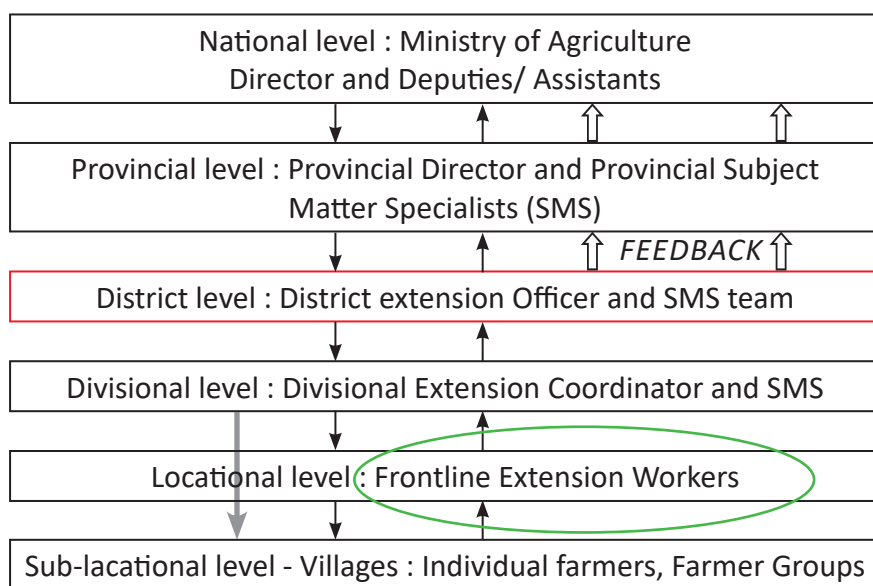 National level : Ministry of Agriculture
Director and Deputies/ Assistants
Provincial level : Provincial Director and Provincial Subject
Matter Specialists (SMS)
FEEDBACK
District level : District extension Officer and SMS team
Divisional level : Divisional Extension Coordinator and SMS
Locational level : Frontline Extension Workers
Sub-lacational level - Villages : Individual farmers, Farmer Groups